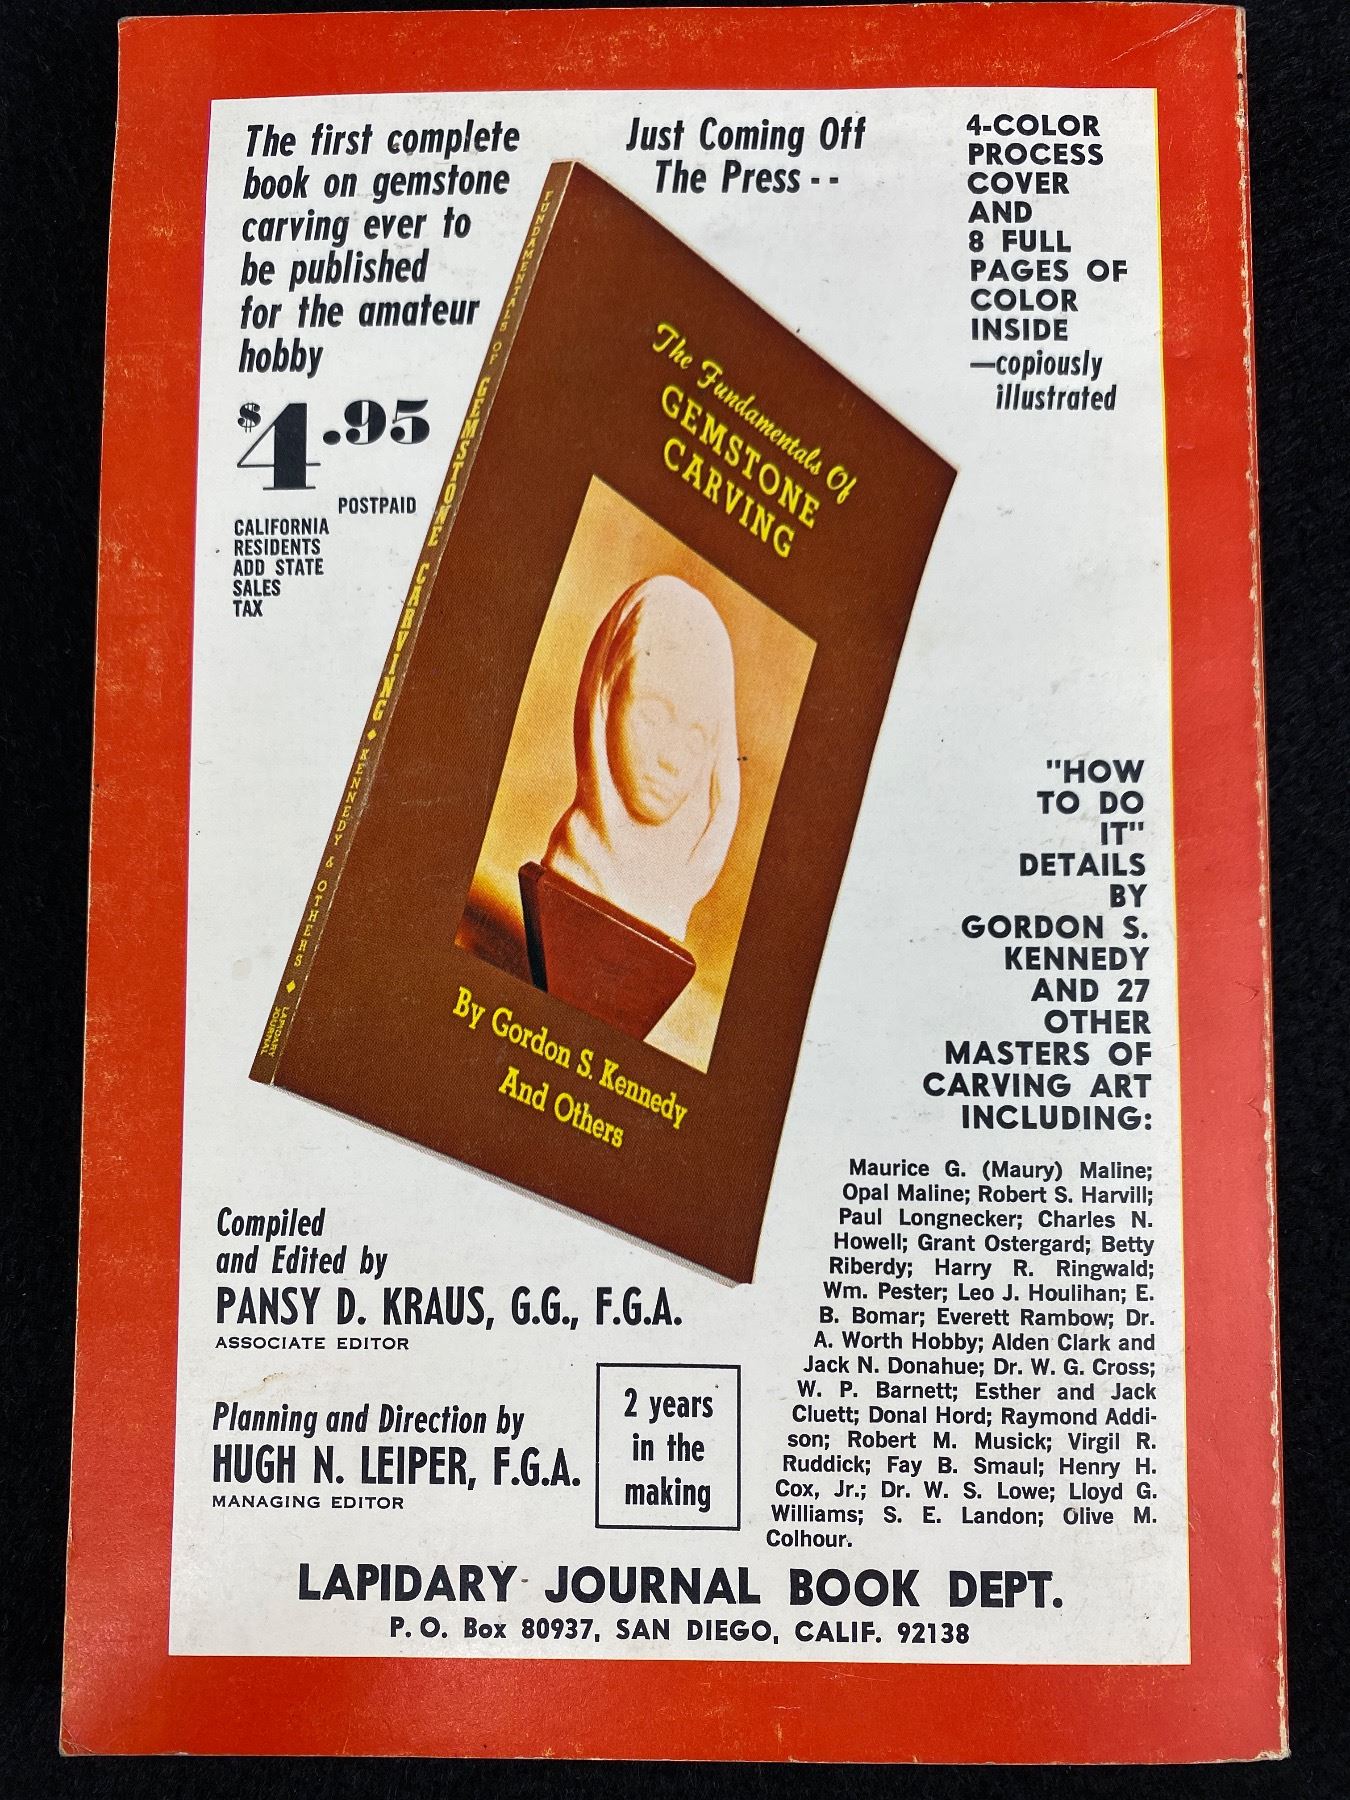 The first complete
book on gemstone
carving ever to
be published
for the amateur
hobby
$4.95
POSTPAID
CALIFORNIA
RESIDENTS
ADD STATE
SALES
TAX
Just Coming Off
The Press - -
4-COLOR
PROCESS
COVER
AND
8 FULL
PAGES OF
COLOR
INSIDE
—copiously
illustrated
FUNDAMENTALS OF GEMSTONE CARVING ♦ KENNEDY & OTHERS ♦ LAPIDARY JOURNAL
The Fundamentals Of
GEMSTONE
CARVING
By Gordon S. Kennedy
And Others
"HOW
TO DO
IT"
DETAILS
BY
GORDON S.
KENNEDY
AND 27
OTHER
MASTERS OF
CARVING ART
INCLUDING:
Maurice G. (Maury) Maline;
Opal Maline; Robert S. Harvill;
Paul Longnecker; Charles N.
Howell; Grant Ostergard; Betty
Riberdy; Harry R. Ringwald;
Wm. Pester; Leo J. Houlihan; E.
B. Bomar; Everett Rambow; Dr.
A. Worth Hobby; Alden Clark and
Jack N. Donahue; Dr. W. G. Cross;
W. P. Barnett; Esther and Jack
Cluett; Donal Hord; Raymond Addi-
son; Robert M. Musick; Virgil R.
Ruddick; Fay B. Smaul; Henry H.
Cox, Jr.; Dr. W. S. Lowe; Lloyd G.
Williams; S. E. Landon; Olive M.
Colhour.
Compiled
and Edited by
PANSY D. KRAUS, G.G., F.G.A.
ASSOCIATE EDITOR
Planning and Direction by
HUGH N. LEIPER, F.G.A.
MANAGING EDITOR
2 years
in the
making
LAPIDARY JOURNAL BOOK DEPT.
P. O. Box 80937, SAN DIEGO, CALIF. 92138